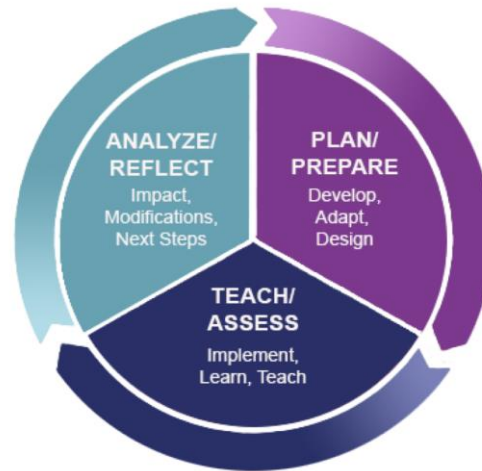 ANALYZE/
REFLECT
Impact,
Modifications,
Next Steps
PLAN/
PREPARE
Develop,
Adapt,
Design
TEACH/
ASSESS
Implement,
Learn, Teach